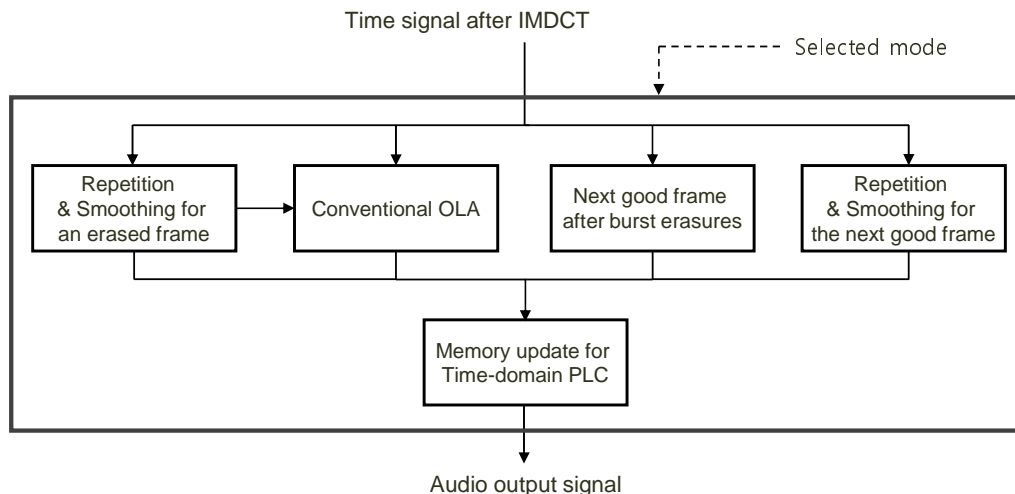 Time signal after IMDCT
Selected mode
Repetition
& Smoothing for
an erased frame
Conventional OLA
Next good frame
after burst erasures
Repetition
& Smoothing for
the next good frame
Memory update for
Time-domain PLC
Audio output signal